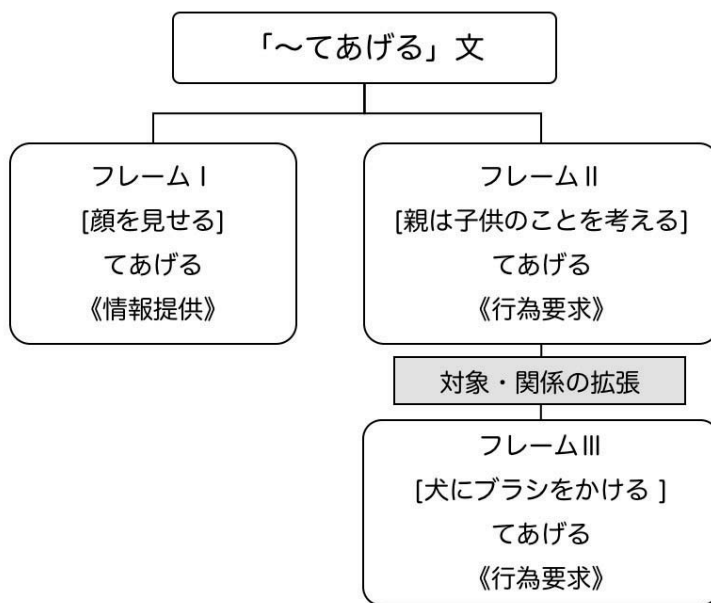 「～てあげる」文
フレームⅠ
[顔を見せる]
てあげる
《情報提供》
フレームⅡ
[親は子供のことを考える]
てあげる
《行為要求》
対象・関係の拡張
フレームⅢ
[犬にブラシをかける ]
てあげる
《行為要求》